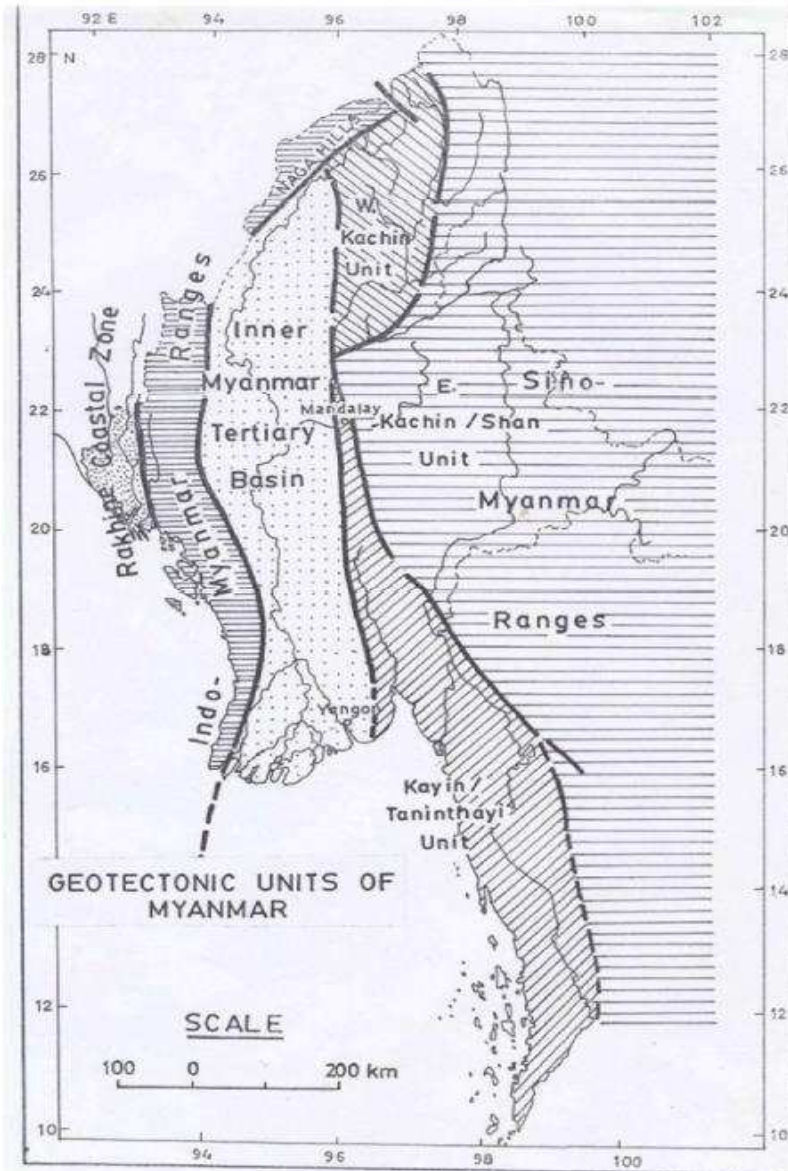 92 E 94 96 98 100 102
28 N
28
26
26
24
24
22
22
20
20
18
18
16
16
14
12
12
10
10
94 96 98 100
NAGA HILLS
W.
Kachin
Unit
Rakhine Coastal Zone
Indo-
Myanmar
Ranges
Inner
Myanmar
Tertiary
Basin
Mandalay
E.
Kachin / Shan
Unit
Sino-
Myanmar
Ranges
Yangon
Kayin /
Taninthayi
Unit
GEOTECTONIC UNITS OF
MYANMAR
SCALE
100 0 200 km